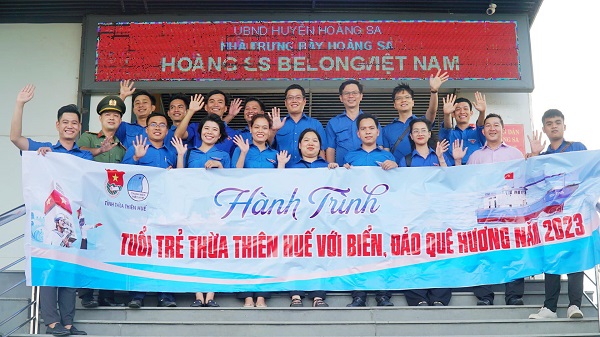 UBND HUYỆN HOÀNG SA
NHÀ TRƯNG BÀY HOÀNG SA
HOÀNG SA BELONG VIỆT NAM
TỈNH THỪA THIÊN HUẾ
Hành Trình
TUỔI TRẺ THỪA THIÊN HUẾ VỚI BIỂN, ĐẢO QUÊ HƯƠNG NĂM 2023